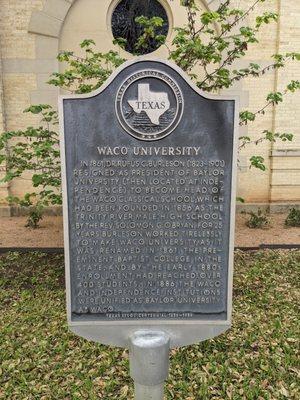 TEXAS
WACO UNIVERSITY
IN 1861 DR. RUFUS C. BURLESON (1823-1901)
RESIGNED AS PRESIDENT OF BAYLOR
UNIVERSITY (THEN LOCATED AT INDE-
PENDENCE) TO BECOME HEAD OF
THE WACO CLASSICAL SCHOOL, WHICH
HAD BEEN FOUNDED IN 1856 AS THE
TRINITY RIVER MALE HIGH SCHOOL
BY THE REV. SOLOMON G. O'BRYAN. FOR 25
YEARS BURLESON WORKED TIRELESSLY
TO MAKE WACO UNIVERSITY, AS IT
WAS RENAMED IN 1861, THE PRE-
EMINENT BAPTIST COLLEGE IN THE
STATE, AND BY THE EARLY 1880s
ENROLLMENT HAD REACHED OVER
400 STUDENTS. IN 1886 THE WACO
AND INDEPENDENCE INSTITUTIONS
WERE UNIFIED AS BAYLOR UNIVERSITY
AT WACO.
TEXAS SESQUICENTENNIAL 1836-1986